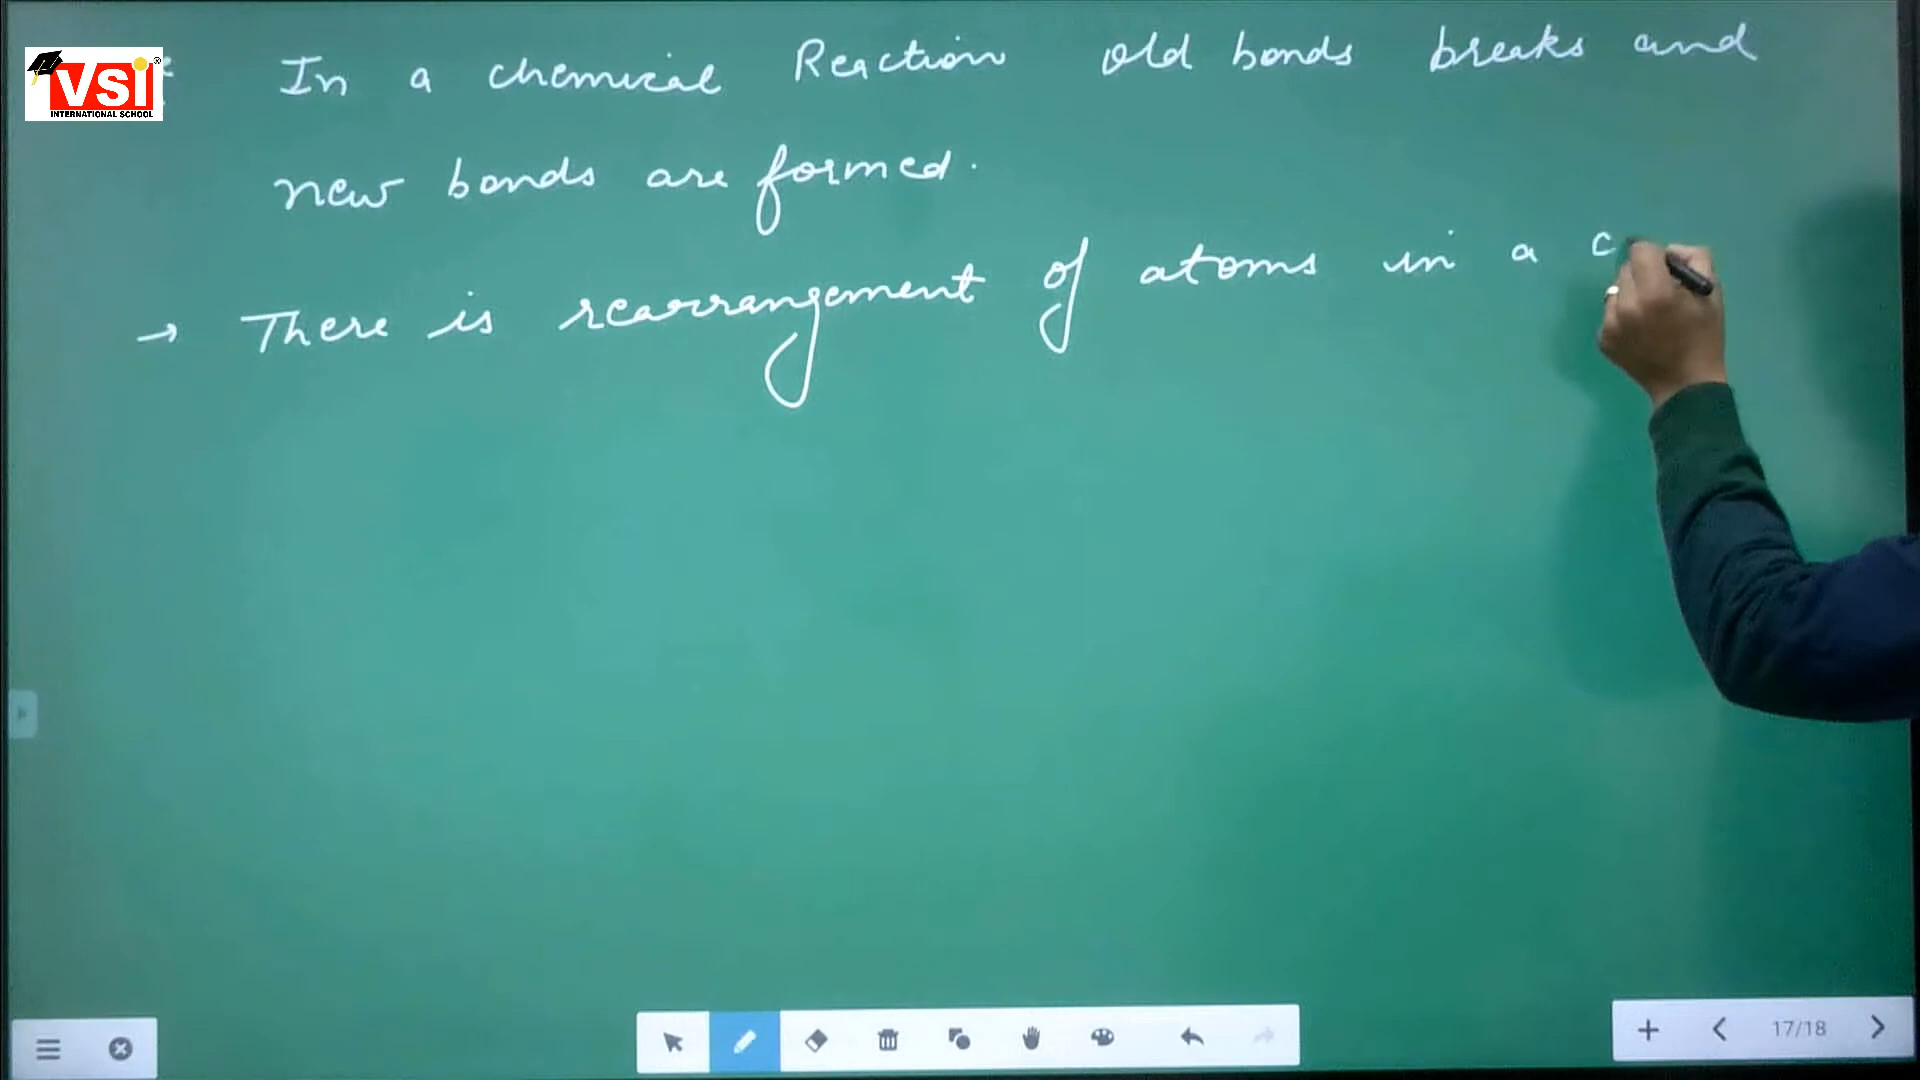 VSI
INTERNATIONAL SCHOOL
In a chemical Reaction old bonds breaks and
new bonds are formed.
→ There is rearrangement of atoms in a c
17/18